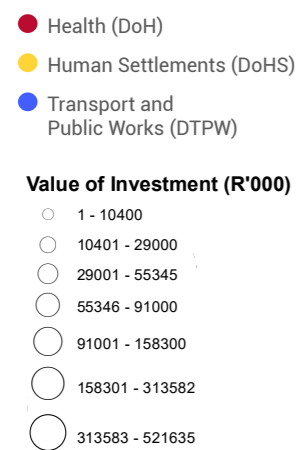 Health (DoH)
Human Settlements (DoHS)
Transport and
Public Works (DTPW)
Value of Investment (R'000)
1 - 10400
10401 - 29000
29001 - 55345
55346 - 91000
91001 - 158300
158301 - 313582
313583 - 521635